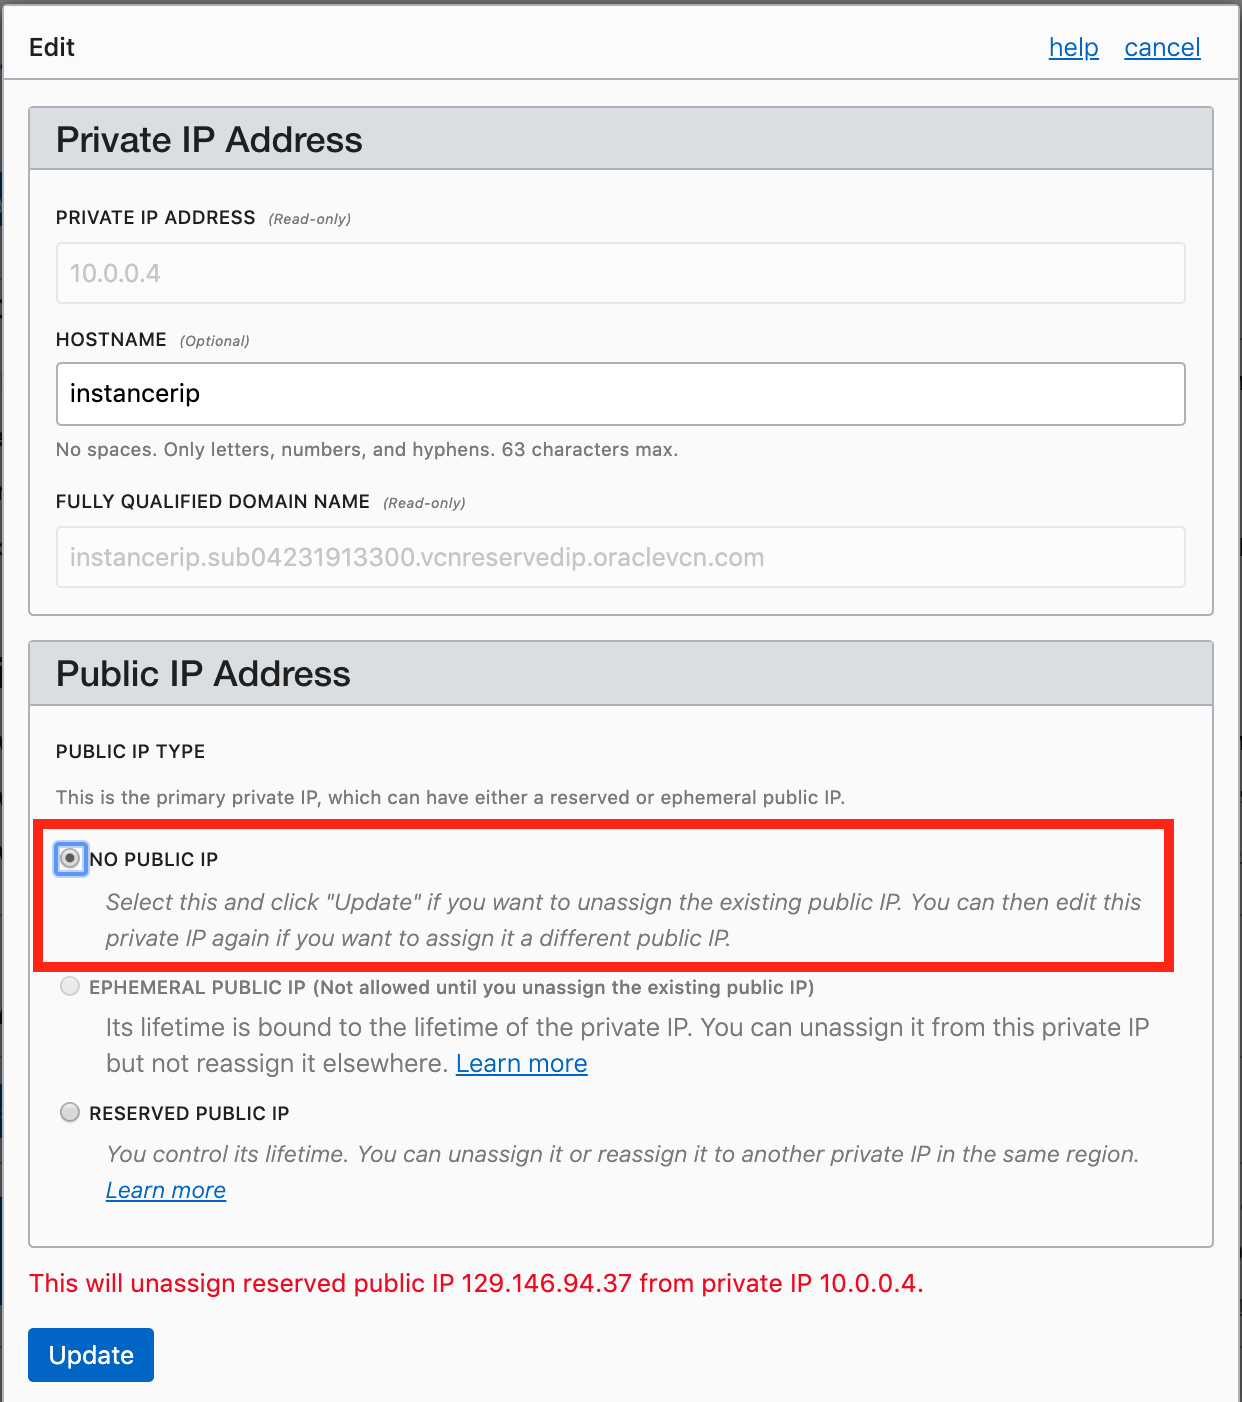 Edit
help cancel
Private IP Address
PRIVATE IP ADDRESS (Read-only)
10.0.0.4
HOSTNAME (Optional)
instancerip
No spaces. Only letters, numbers, and hyphens. 63 characters max.
FULLY QUALIFIED DOMAIN NAME (Read-only)
instancerip.sub04231913300.vcnreservedip.oraclevcn.com
Public IP Address
PUBLIC IP TYPE
This is the primary private IP, which can have either a reserved or ephemeral public IP.
NO PUBLIC IP
Select this and click "Update" if you want to unassign the existing public IP. You can then edit this
private IP again if you want to assign it a different public IP.
EPHEMERAL PUBLIC IP (Not allowed until you unassign the existing public IP)
Its lifetime is bound to the lifetime of the private IP. You can unassign it from this private IP
but not reassign it elsewhere. Learn more
RESERVED PUBLIC IP
You control its lifetime. You can unassign it or reassign it to another private IP in the same region.
Learn more
This will unassign reserved public IP 129.146.94.37 from private IP 10.0.0.4.
Update